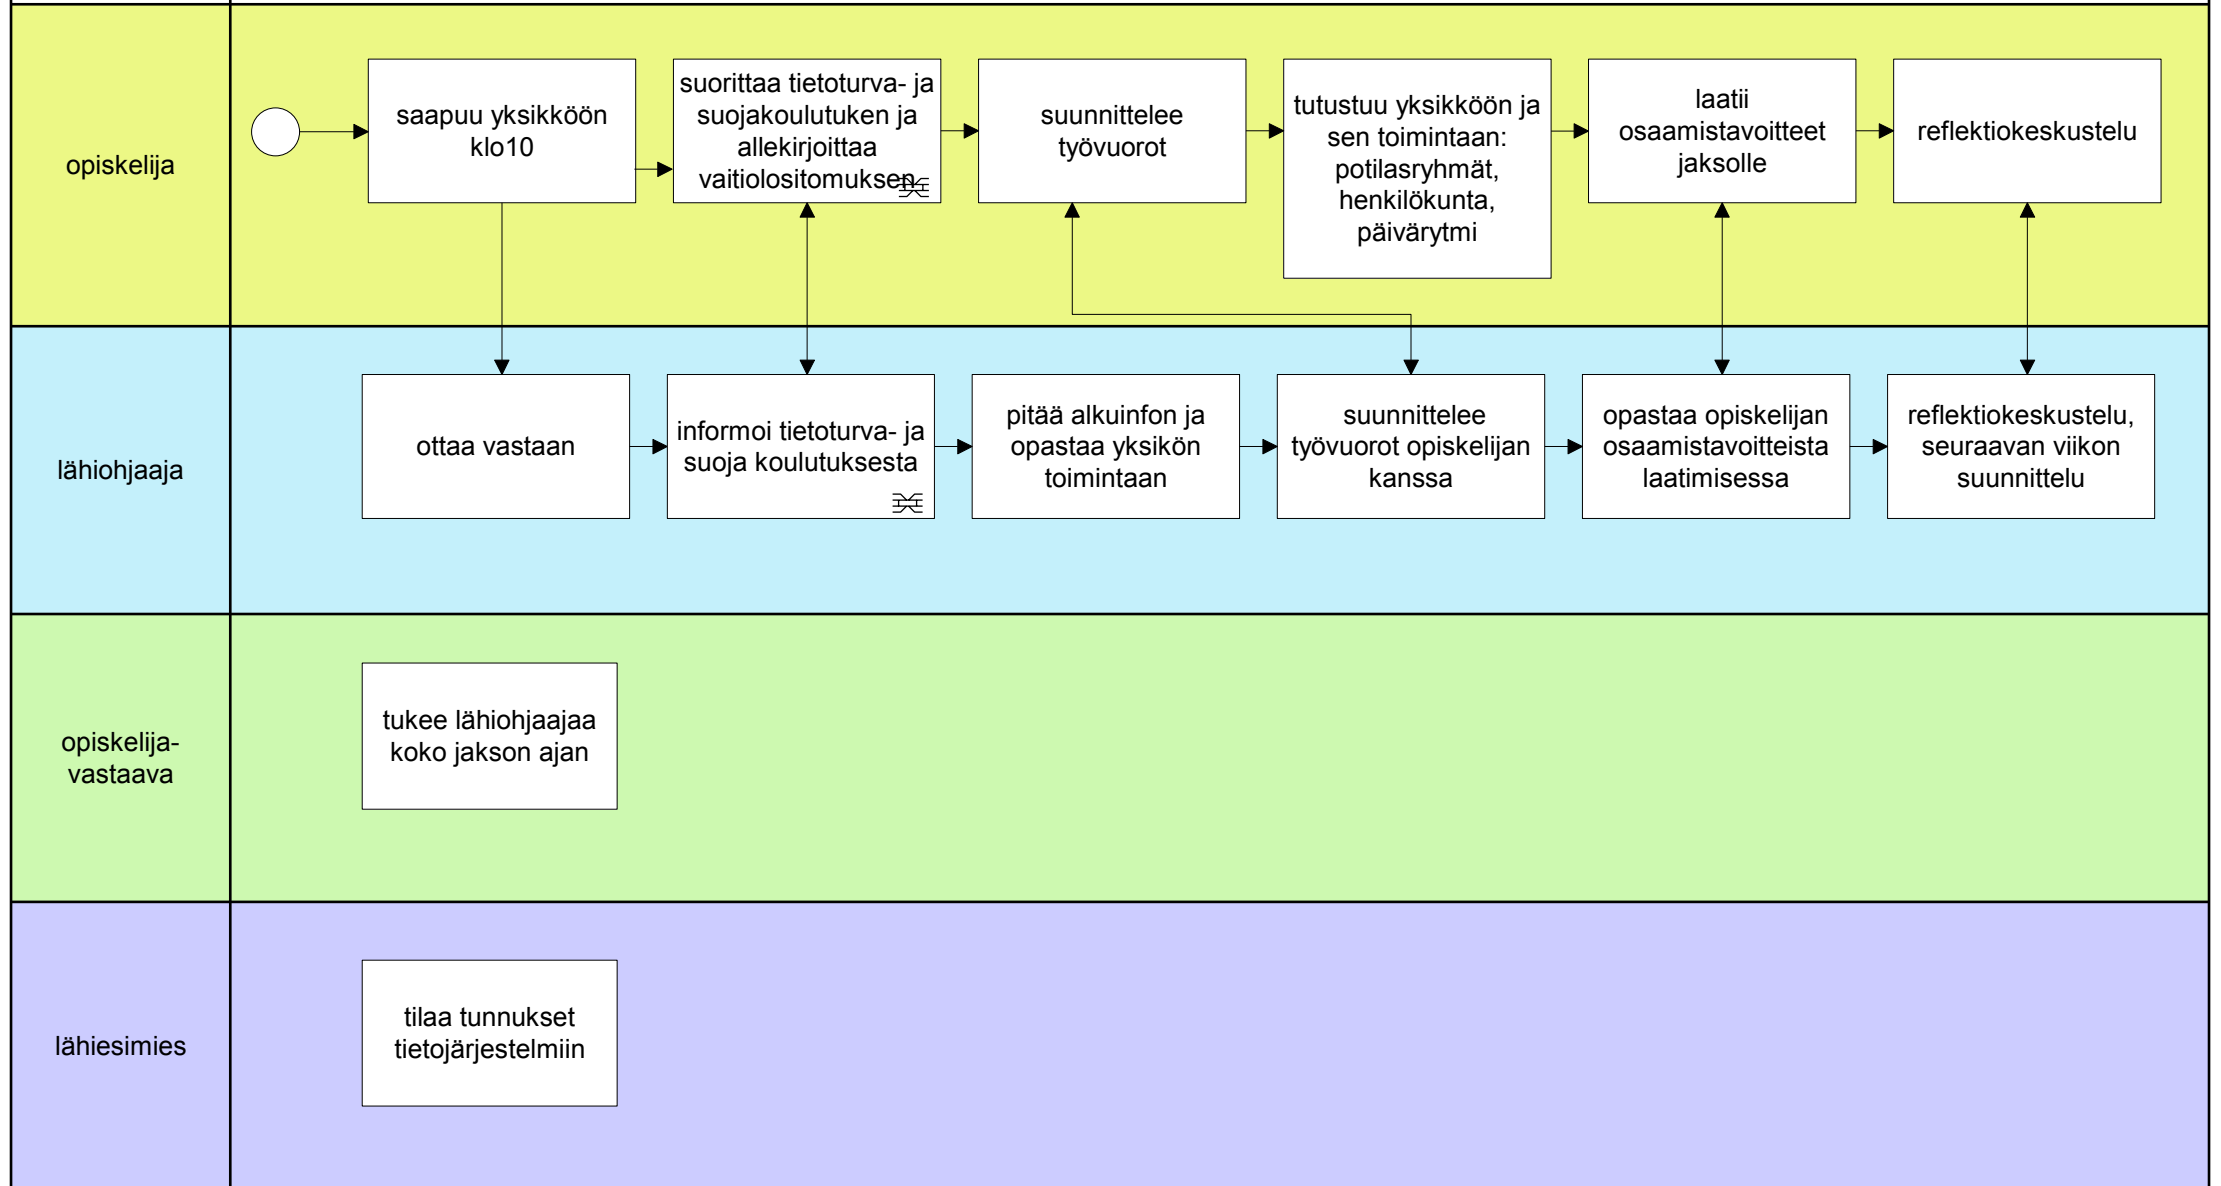 opiskelija
saapuu yksikköön
klo10
suorittaa tietoturva- ja
suojakoulutuken ja
allekirjoittaa
vaitiolositomuksen
suunnittelee
työvuorot
tutustuu yksikköön ja
sen toimintaan:
potilasryhmät,
henkilökunta,
päivärytmi
laatii
osaamistavoitteet
jaksolle
reflektiokeskustelu
lähiohjaaja
ottaa vastaan
informoi tietoturva- ja
suoja koulutuksesta
pitää alkuinfon ja
opastaa yksikön
toimintaan
suunnittelee
työvuorot opiskelijan
kanssa
opastaa opiskelijan
osaamistavoitteista
laatimisessa
reflektiokeskustelu,
seuraavan viikon
suunnittelu
opiskelija-
vastaava
tukee lähiohjaajaa
koko jakson ajan
lähiesimies
tilaa tunnukset
tietojärjestelmiin